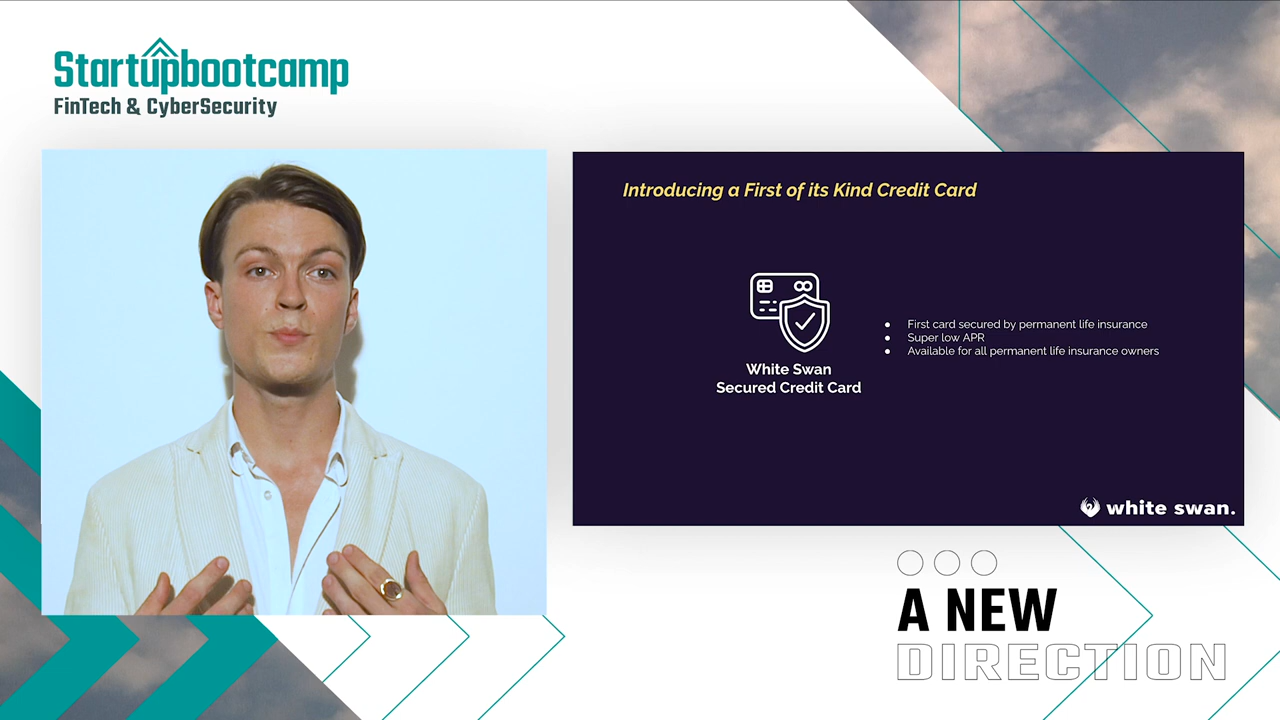 Startupbootcamp
FinTech & CyberSecurity
Introducing a First of its Kind Credit Card
White Swan
Secured Credit Card
● First card secured by permanent life insurance
● Super low APR
● Available for all permanent life insurance owners
white swan.
A NEW
DIRECTION